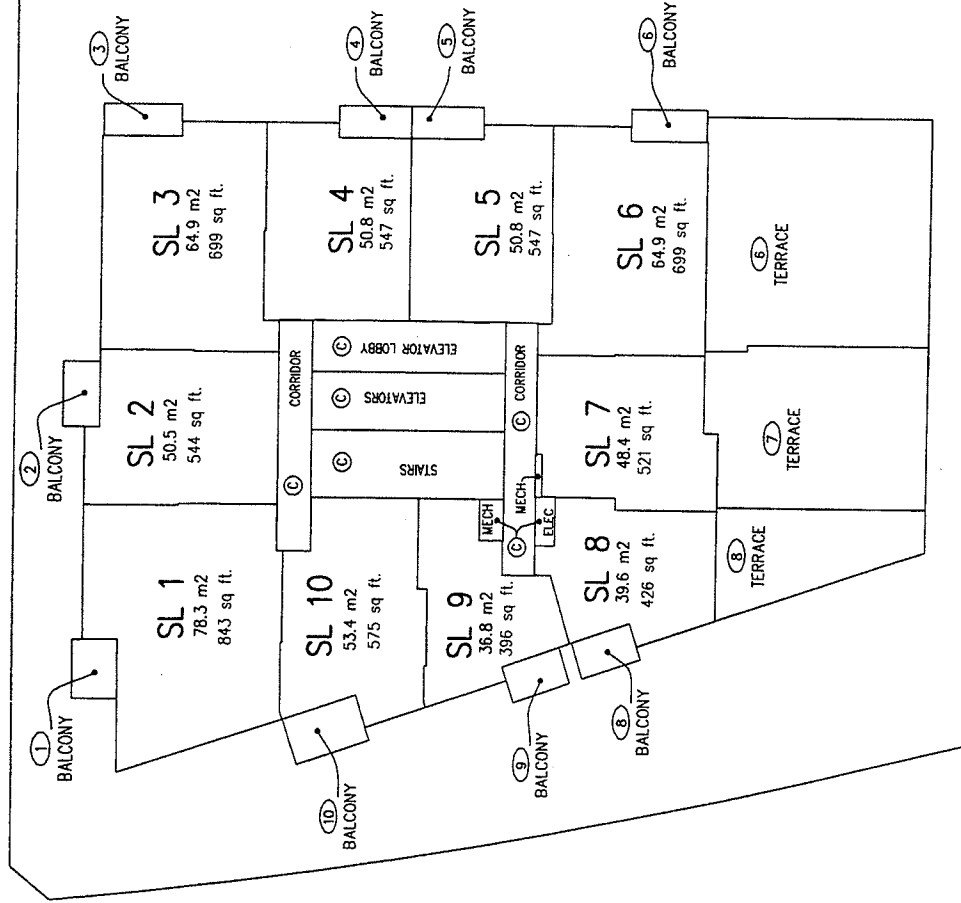 3
BALCONY
4
BALCONY
5
BALCONY
6
BALCONY
2
BALCONY
1
BALCONY
10
BALCONY
9
BALCONY
8
BALCONY
SL 3
64.9 m2
699 sq ft.
SL 4
50.8 m2
547 sq ft.
SL 5
50.8 m2
547 sq ft.
SL 6
64.9 m2
699 sq ft.
6
TERRACE
SL 2
50.5 m2
544 sq ft.
CORRIDOR
C
C ELEVATOR LOBBY
C ELEVATORS
C STAIRS
C CORRIDOR
MECH
MECH
C
ELEC
SL 7
48.4 m2
521 sq ft.
7
TERRACE
SL 1
78.3 m2
843 sq ft.
SL 10
53.4 m2
575 sq ft.
SL 9
36.8 m2
396 sq ft.
SL 8
39.6 m2
426 sq ft.
8
TERRACE